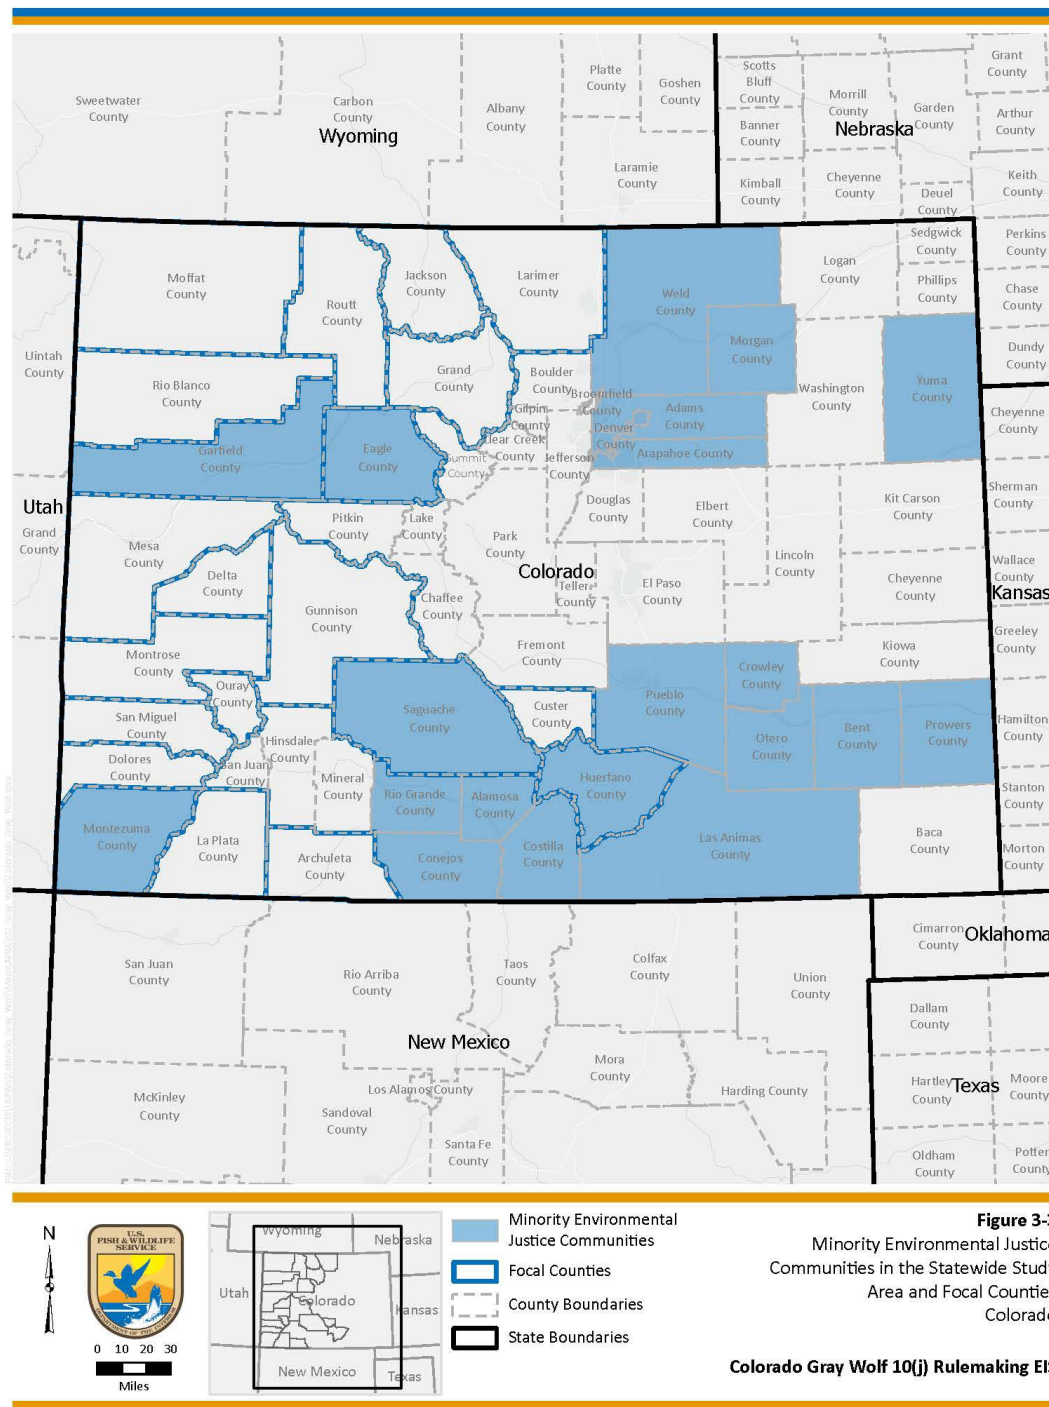 Sweetwater
County
Carbon
County
Wyoming
Albany
County
Platte
County
Goshen
County
Laramie
County
Scotts
Bluff
County
Banner
County
Kimball
County
Morrill
County
Nebraska
Cheyenne
County
Garden
County
Deuel
County
Grant
County
Arthur
County
Keith
County
Perkins
County
Chase
County
Dundy
County
Uintah
County
Utah
Grand
County
Moffat
County
Routt
County
Jackson
County
Larimer
County
Weld
County
Logan
County
Sedgwick
County
Phillips
County
Morgan
County
Washington
County
Yuma
County
Rio Blanco
County
Grand
County
Boulder
County
Broomfield
County
Gilpin
County
Clear Creek
County
Adams
County
Denver
County
Arapahoe County
Jefferson
County
Garfield
County
Eagle
County
Summit
County
Douglas
County
Elbert
County
Kit Carson
County
Cheyenne
County
Sherman
County
Wallace
County
Kansas
Greeley
County
Mesa
County
Pitkin
County
Lake
County
Park
County
Colorado
Teller
County
El Paso
County
Lincoln
County
Cheyenne
County
Delta
County
Gunnison
County
Chaffee
County
Fremont
County
Kiowa
County
Montrose
County
Ouray
County
San Miguel
County
Dolores
County
San Juan
County
Hinsdale
County
Mineral
County
Saguache
County
Custer
County
Pueblo
County
Crowley
County
Otero
County
Bent
County
Prowers
County
Hamilton
County
Stanton
County
Morton
County
Montezuma
County
La Plata
County
Archuleta
County
Rio Grande
County
Alamosa
County
Conejos
County
Costilla
County
Huerfano
County
Las Animas
County
Baca
County
Cimarron
County
Oklahoma
San Juan
County
Rio Arriba
County
Taos
County
Colfax
County
Union
County
New Mexico
McKinley
County
Los Alamos County
Sandoval
County
Santa Fe
County
Mora
County
Harding County
Dallam
County
Hartley
County
Texas
Moore
County
Oldham
County
Potter
County
N
U.S.
FISH & WILDLIFE
SERVICE
DEPARTMENT OF THE INTERIOR
0 10 20 30
Miles
Wyoming
Nebraska
Utah
Colorado
Kansas
New Mexico
Texas
Minority Environmental
Justice Communities
Focal Counties
County Boundaries
State Boundaries
Figure 3-
Minority Environmental Justic
Communities in the Statewide Stud
Area and Focal Countie
Colorad
Colorado Gray Wolf 10(j) Rulemaking EI